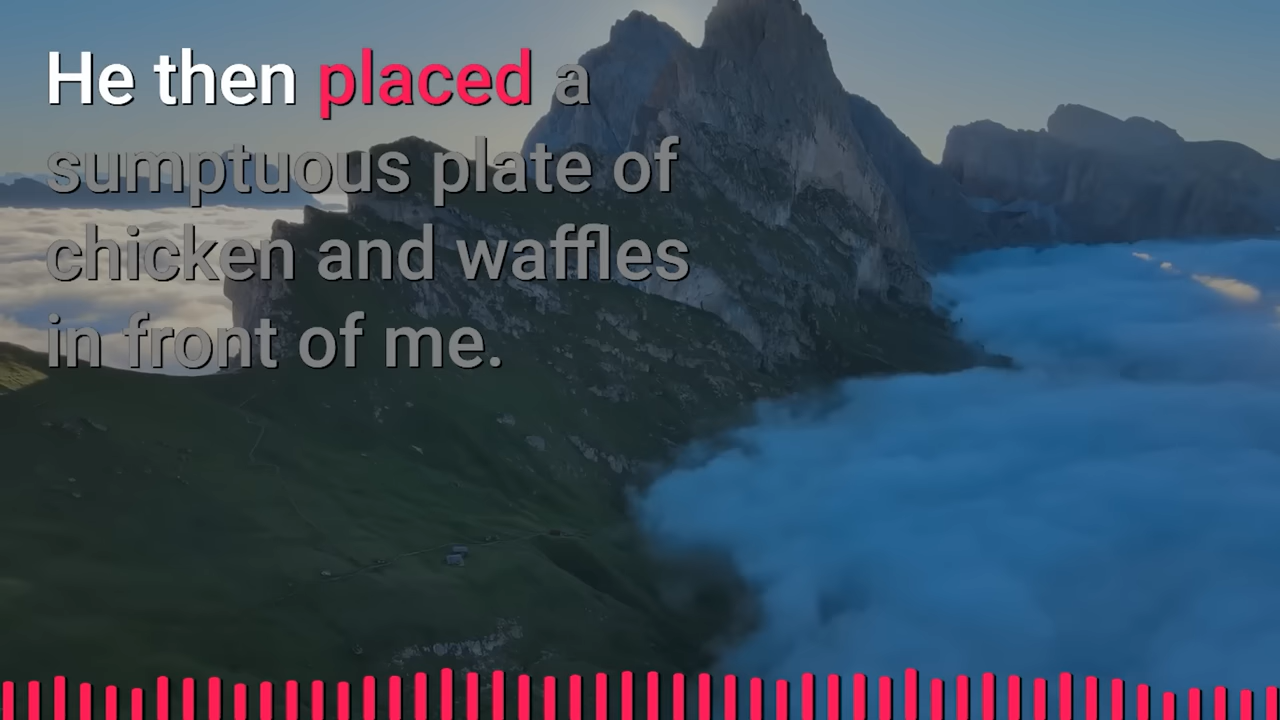 He then placed a
sumptuous plate of
chicken and waffles
in front of me.